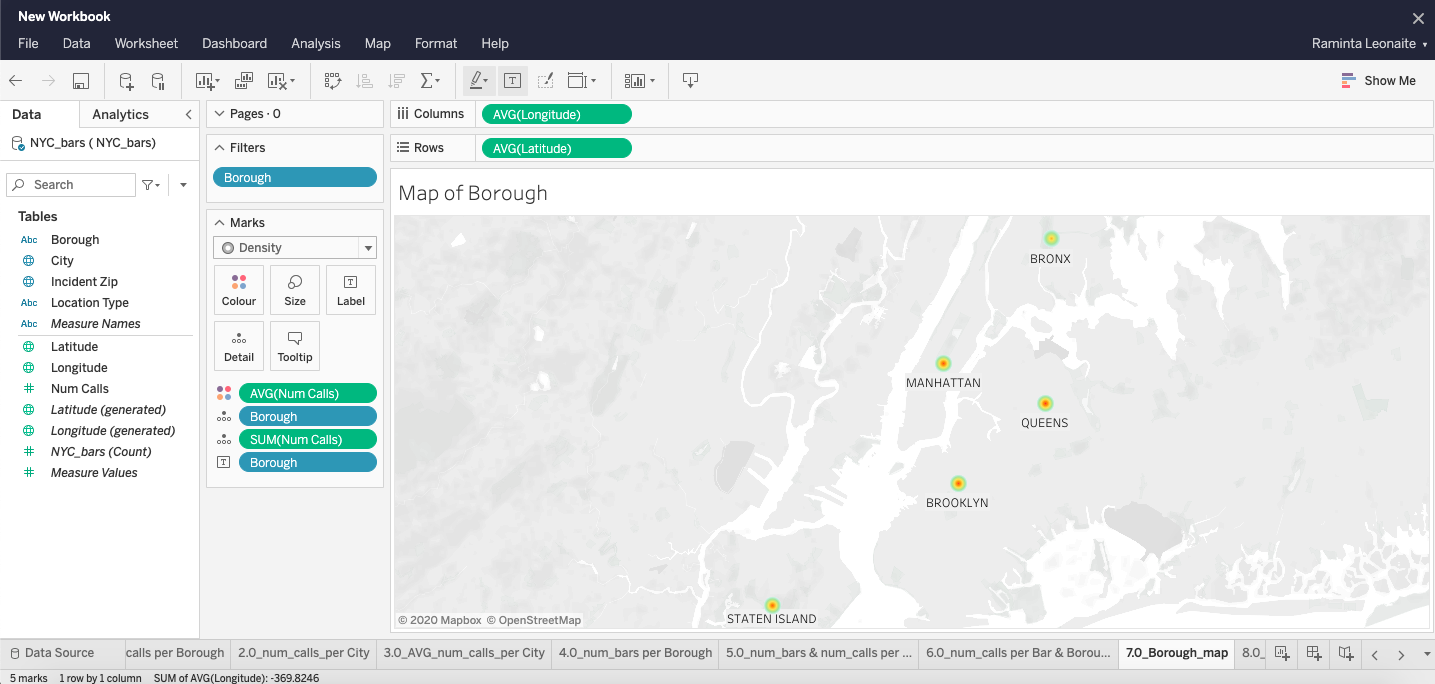 New Workbook
File Data Worksheet Dashboard Analysis Map Format Help
Raminta Leonaite
Show Me
Data Analytics
NYC_bars ( NYC_bars)
Search
Tables
Abc Borough
City
Incident Zip
Abc Location Type
Abc Measure Names
Latitude
Longitude
Num Calls
Latitude (generated)
Longitude (generated)
NYC_bars (Count)
Measure Values
Pages · 0
Filters
Borough
Marks
Density
Colour Size Label
Detail Tooltip
AVG(Num Calls)
Borough
SUM(Num Calls)
Borough
Columns AVG(Longitude)
Rows AVG(Latitude)
Map of Borough
BRONX
MANHATTAN
QUEENS
BROOKLYN
STATEN ISLAND
© 2020 Mapbox © OpenStreetMap
Data Source calls per Borough 2.0_num_calls_per City 3.0_AVG_num_calls_per City 4.0_num_bars per Borough 5.0_num_bars & num_calls per ... 6.0_num_calls per Bar & Borou... 7.0_Borough_map 8.0_
5 marks 1 row by 1 column SUM of AVG(Longitude): -369.8246